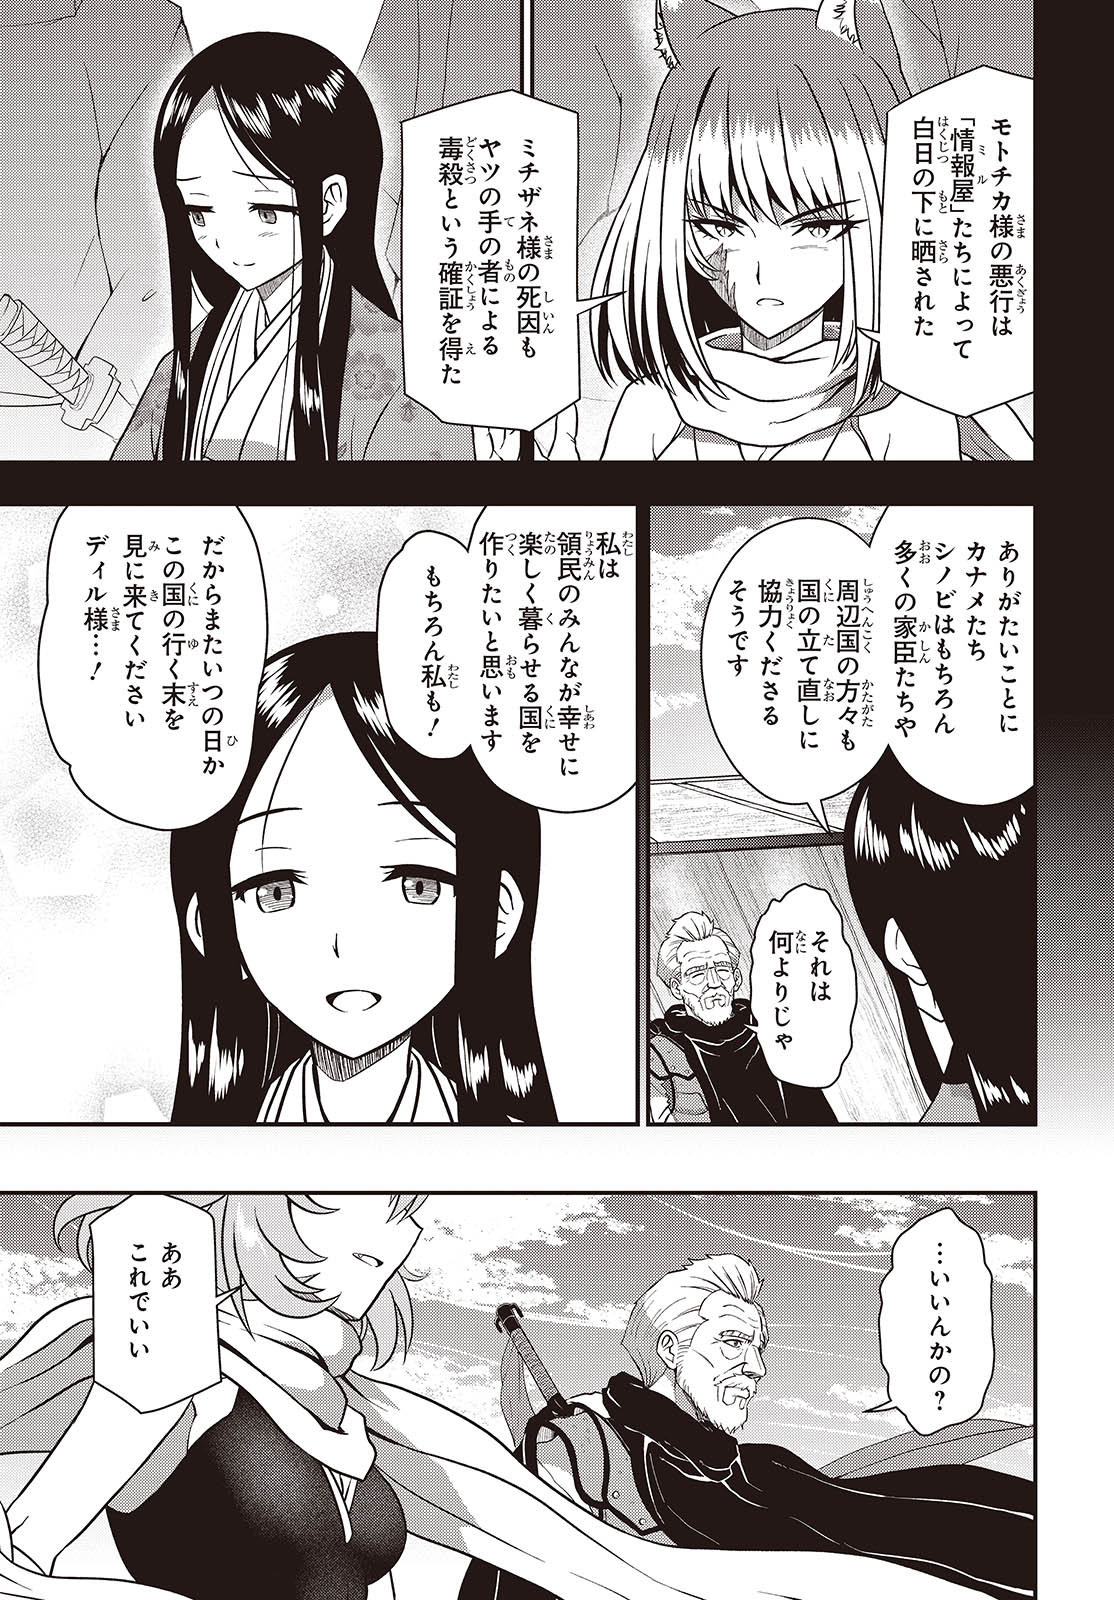 モトチカ様の悪行は
「情報屋」たちによって
白日の下に晒された
ミチザネ様の死因も
ヤツの手の者による
毒殺という確証を得た
ありがたいことに
カナメたち
シノビはもちろん
多くの家臣たちや
周辺国の方々も
国の立て直しに
協力くださる
そうです
それは
何よりじゃ
私は
領民のみんなが幸せに
楽しく暮らせる国を
作りたいと思います
もちろん私も!
だからまたいつの日か
この国の行く末を
見に来てください
ディル様…!
…いいんかの?
ああ
これでいい